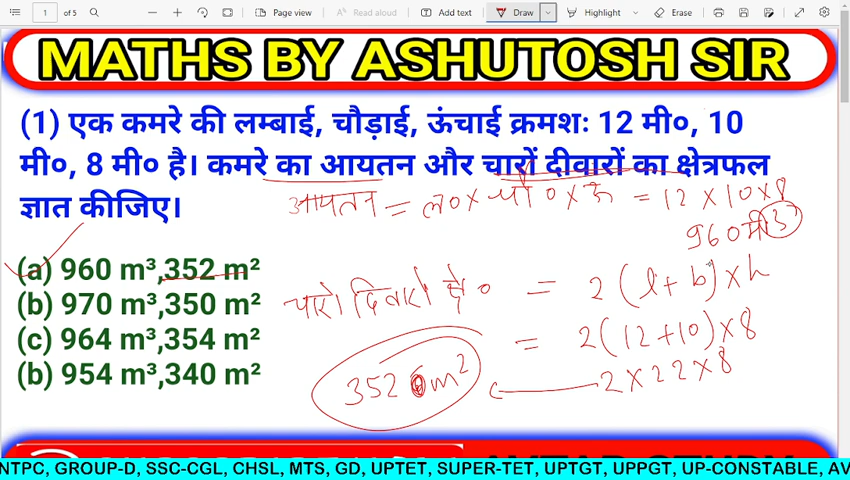 1 of 5 Page view Read aloud Add text Draw Highlight Erase
MATHS BY ASHUTOSH SIR
(1) एक कमरे की लम्बाई, चौड़ाई, ऊंचाई क्रमशः 12 मी०, 10
मी०, 8 मी० है। कमरे का आयतन और चारों दीवारों का क्षेत्रफल
ज्ञात कीजिए।
आयतन = ल० × चौ० × ऊ = 12 × 10 × 8
960 मी³
(a) 960 m³,352 m²
(b) 970 m³,350 m²
(c) 964 m³,354 m²
(b) 954 m³,340 m²
चारो दिवारो क्षे० = 2(l+b)×h
= 2(12+10)×8
2×22×8
352 m²
NTPC, GROUP-D, SSC-CGL, CHSL, MTS, GD, UPTET, SUPER-TET, UPTGT, UPPGT, UP-CONSTABLE, AV